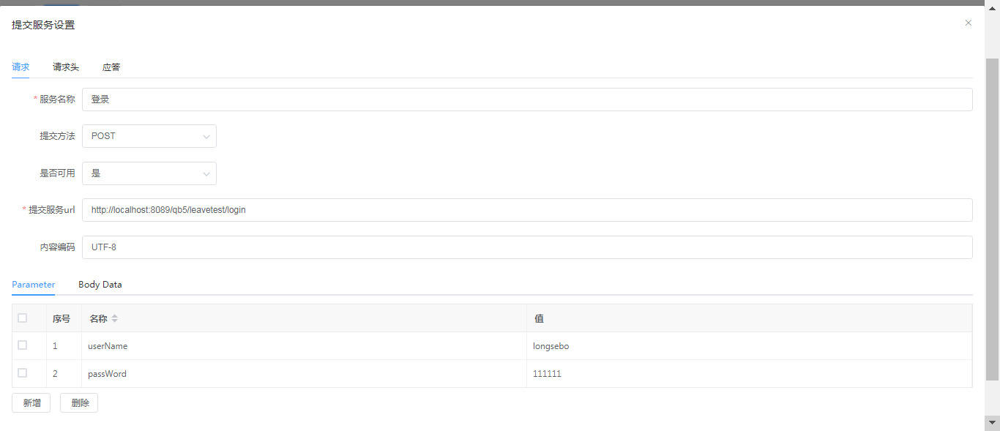 提交服务设置
请求 请求头 应答
* 服务名称 登录
提交方法 POST
是否可用 是
* 提交服务url http://localhost:8089/qb5/leavetest/login
内容编码 UTF-8
Parameter Body Data
序号 名称 值
1 userName longsebo
2 passWord 111111
新增 删除